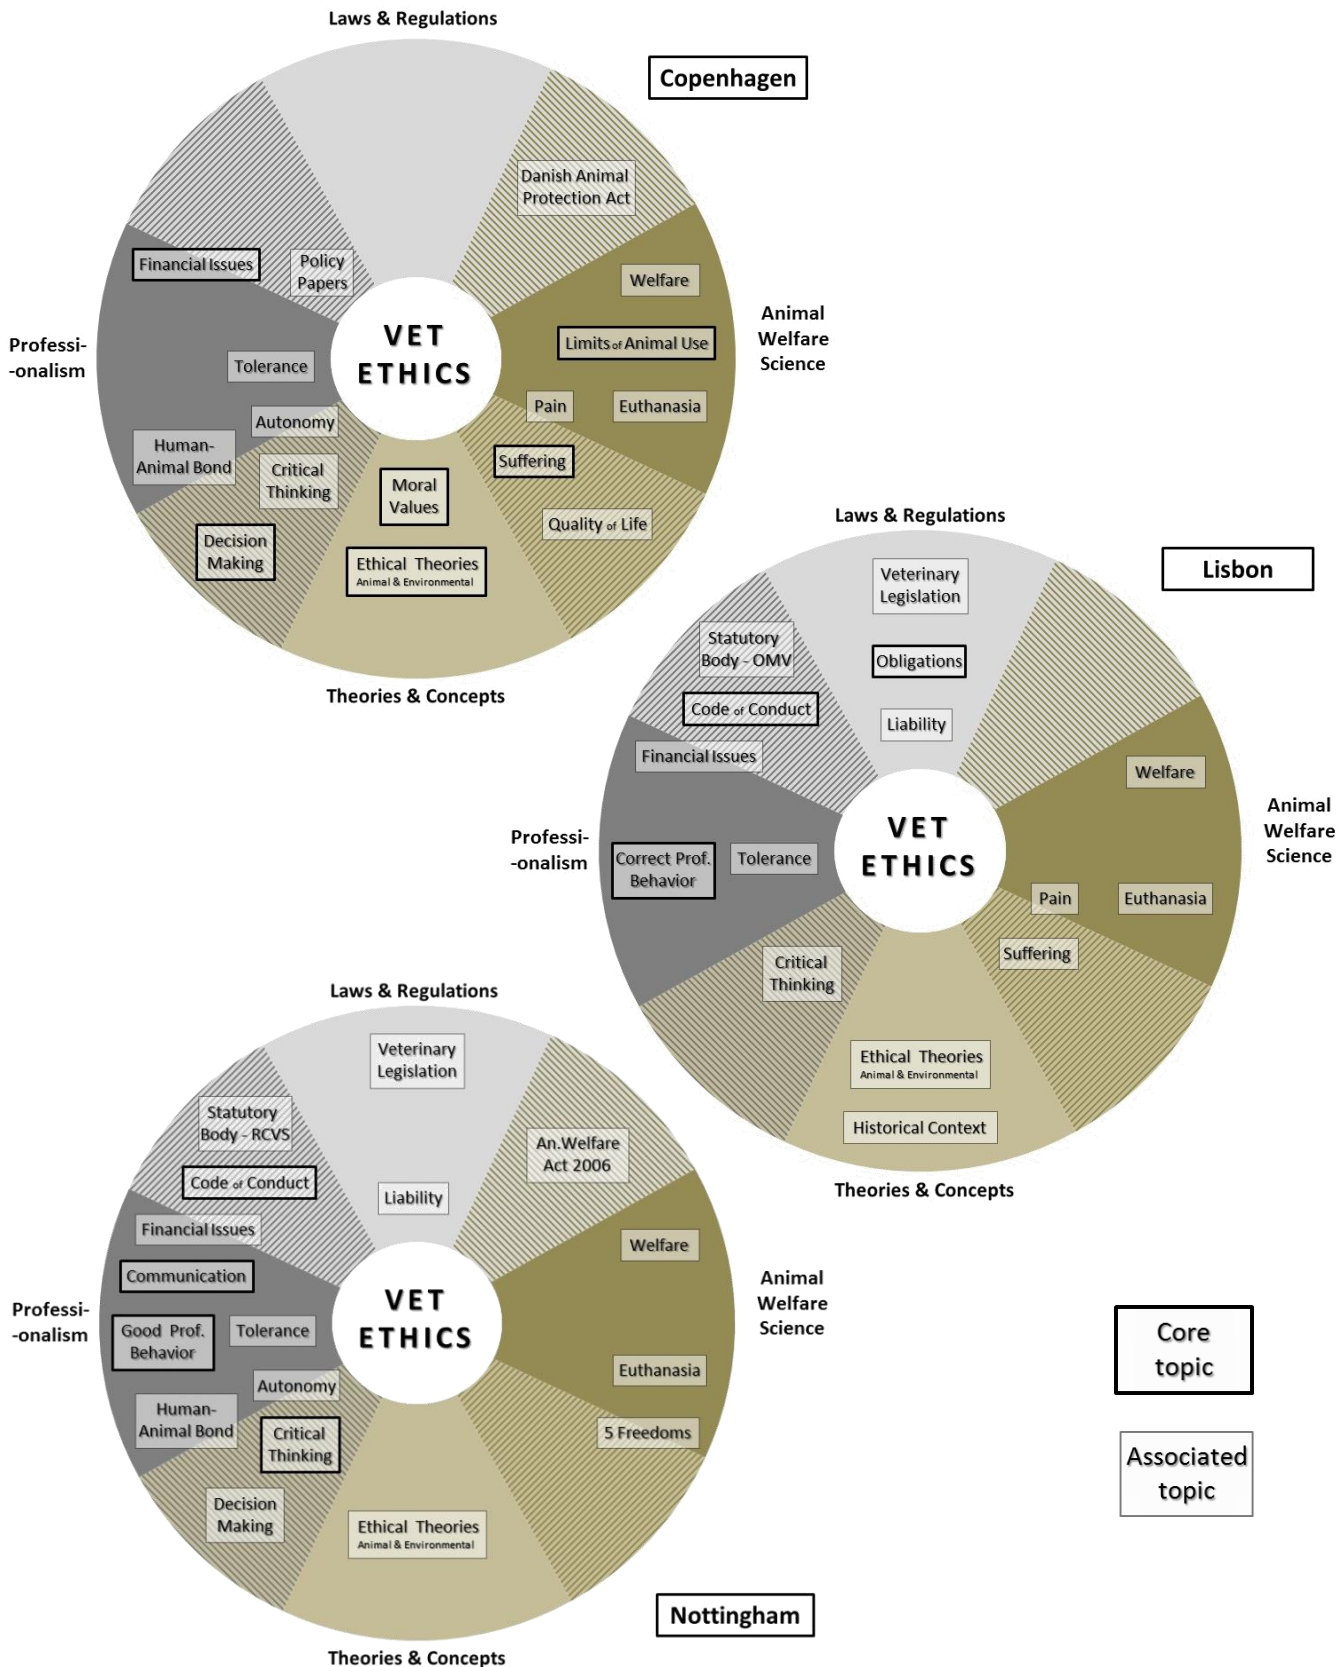 Laws & Regulations
Copenhagen
Danish Animal
Protection Act
Financial Issues
Policy
Papers
Welfare
VET
ETHICS
Limits of Animal Use
Animal
Welfare
Science
Professi-
-onalism
Tolerance
Pain
Euthanasia
Autonomy
Human-
Animal Bond
Critical
Thinking
Suffering
Moral
Values
Quality of Life
Decision
Making
Ethical Theories
Animal & Environmental
Theories & Concepts
Laws & Regulations
Lisbon
Veterinary
Legislation
Statutory
Body - OMV
Obligations
Code of Conduct
Liability
Financial Issues
Welfare
VET
ETHICS
Animal
Welfare
Science
Professi-
-onalism
Correct Prof.
Behavior
Tolerance
Pain
Euthanasia
Suffering
Critical
Thinking
Ethical Theories
Animal & Environmental
Historical Context
Theories & Concepts
Laws & Regulations
Veterinary
Legislation
Statutory
Body - RCVS
An.Welfare
Act 2006
Code of Conduct
Liability
Financial Issues
Welfare
Communication
VET
ETHICS
Animal
Welfare
Science
Professi-
-onalism
Good Prof.
Behavior
Tolerance
Euthanasia
Autonomy
Human-
Animal Bond
Critical
Thinking
5 Freedoms
Decision
Making
Ethical Theories
Animal & Environmental
Nottingham
Theories & Concepts
Core
topic
Associated
topic